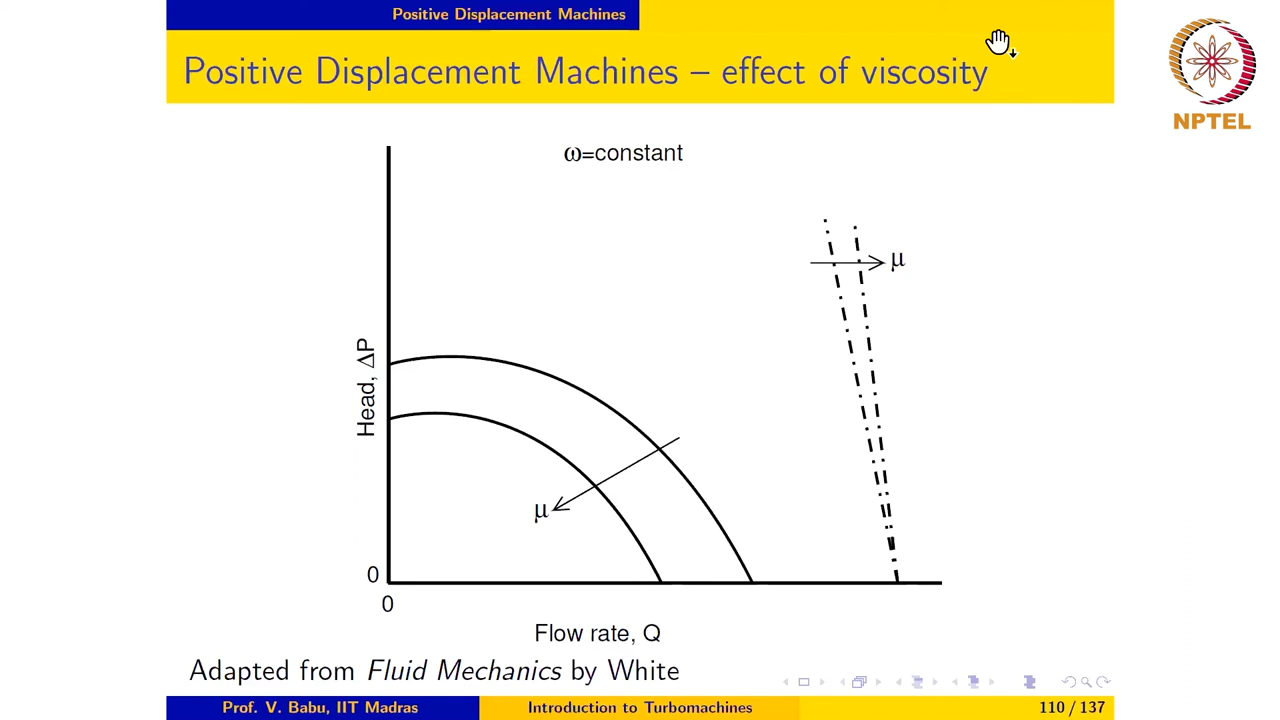 Positive Displacement Machines
Positive Displacement Machines – effect of viscosity
NPTEL
ω=constant
μ
Head, ΔP
μ
0
0
Flow rate, Q
Adapted from Fluid Mechanics by White
Prof. V. Babu, IIT Madras
Introduction to Turbomachines
110 / 137